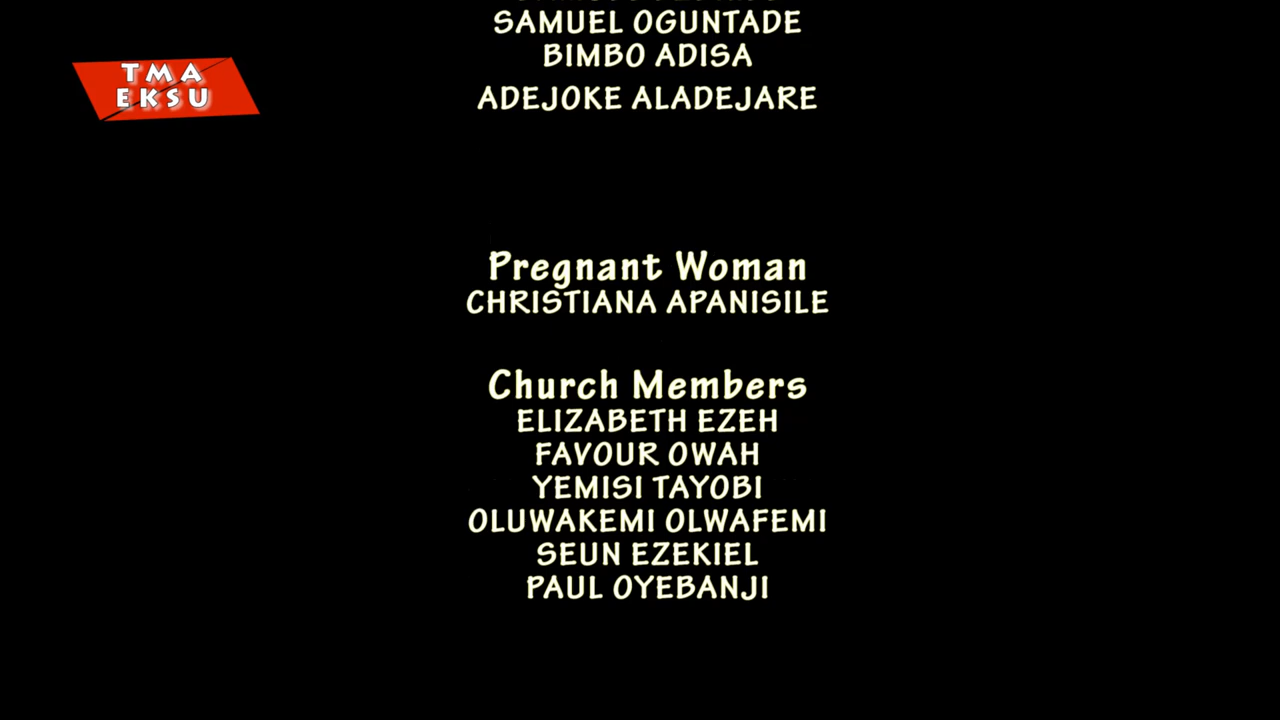 SAMUEL OGUNTADE
BIMBO ADISA
ADEJOKE ALADEJARE
TMA
EKSU
Pregnant Woman
CHRISTIANA APANISILE
Church Members
ELIZABETH EZEH
FAVOUR OWAH
YEMISI TAYOBI
OLUWAKEMI OLWAFEMI
SEUN EZEKIEL
PAUL OYEBANJI